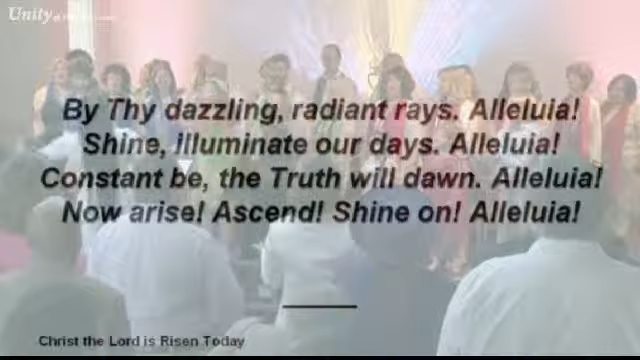 Unity
By Thy dazzling, radiant rays. Alleluia!
Shine, illuminate our days. Alleluia!
Constant be, the Truth will dawn. Alleluia!
Now arise! Ascend! Shine on! Alleluia!
Christ the Lord is Risen Today